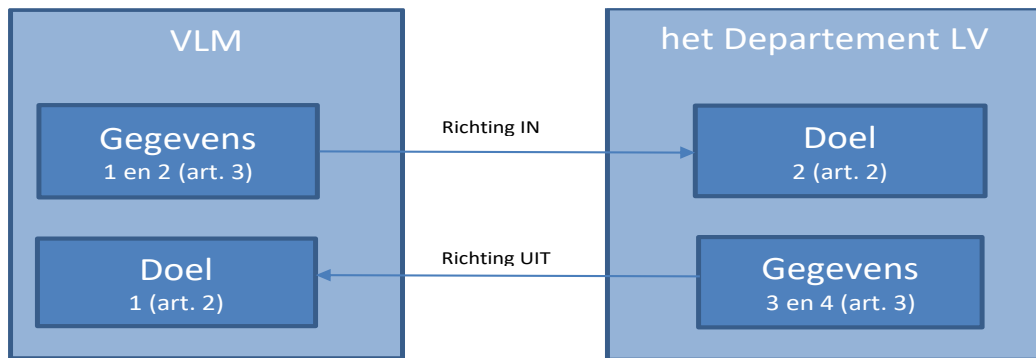 VLM
Gegevens
1 en 2 (art. 3)
Doel
1 (art. 2)
Richting IN
Richting UIT
het Departement LV
Doel
2 (art. 2)
Gegevens
3 en 4 (art. 3)